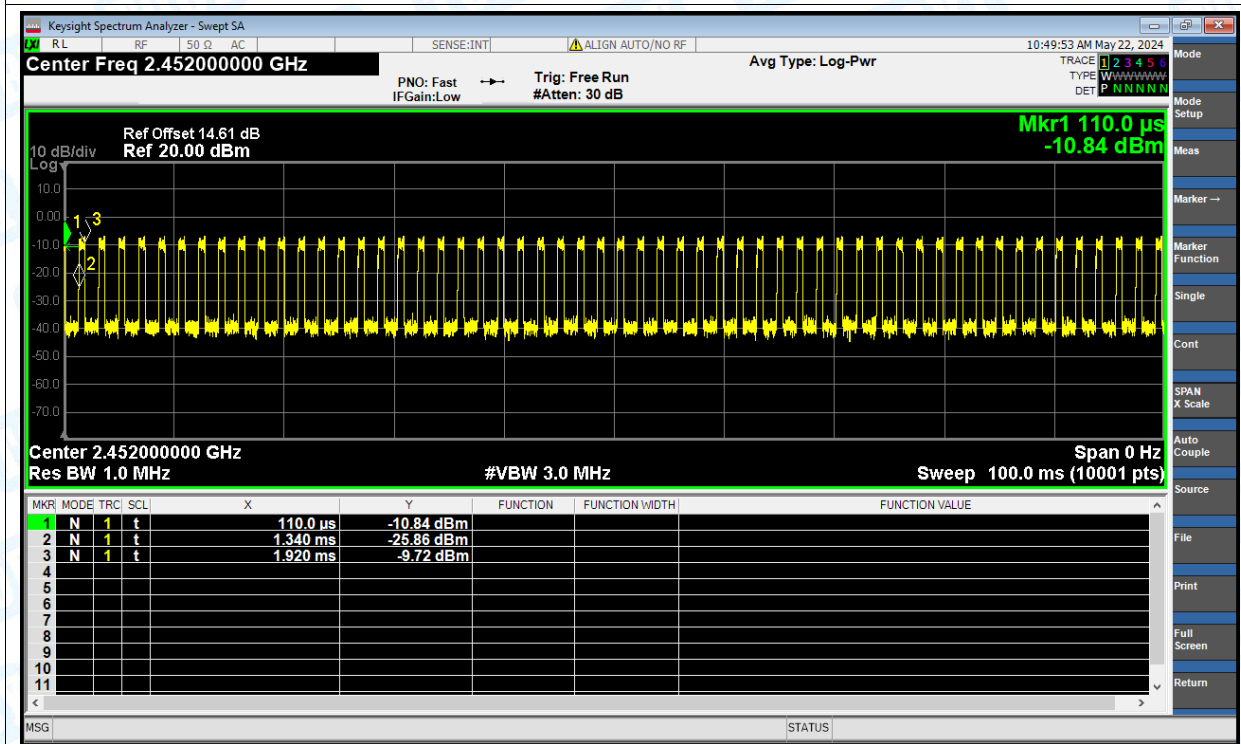 Keysight Spectrum Analyzer - Swept SA
LXI RL RF 50 Ω AC SENSE:INT ALIGN AUTO/NO RF 10:49:53 AM May 22, 2024
Center Freq 2.452000000 GHz
PNO: Fast
IFGain:Low
Trig: Free Run
#Atten: 30 dB
Avg Type: Log-Pwr
TRACE 1 2 3 4 5 6
TYPE WWWWWWW
DET P N N N N N
Mkr1 110.0 µs
-10.84 dBm
Ref Offset 14.61 dB
10 dB/div Ref 20.00 dBm
Log
10.0
0.00
-10.0
-20.0
-30.0
-40.0
-50.0
-60.0
-70.0
1
3
2
Center 2.452000000 GHz Span 0 Hz
Res BW 1.0 MHz #VBW 3.0 MHz Sweep 100.0 ms (10001 pts)
MKR MODE TRC SCL X Y FUNCTION FUNCTION WIDTH FUNCTION VALUE
1 N 1 t 110.0 µs -10.84 dBm
2 N 1 t 1.340 ms -25.86 dBm
3 N 1 t 1.920 ms -9.72 dBm
4
5
6
7
8
9
10
11
MSG STATUS
Mode
Mode
Setup
Meas
Marker →
Marker
Function
Single
Cont
SPAN
X Scale
Auto
Couple
Source
File
Print
Full
Screen
Return